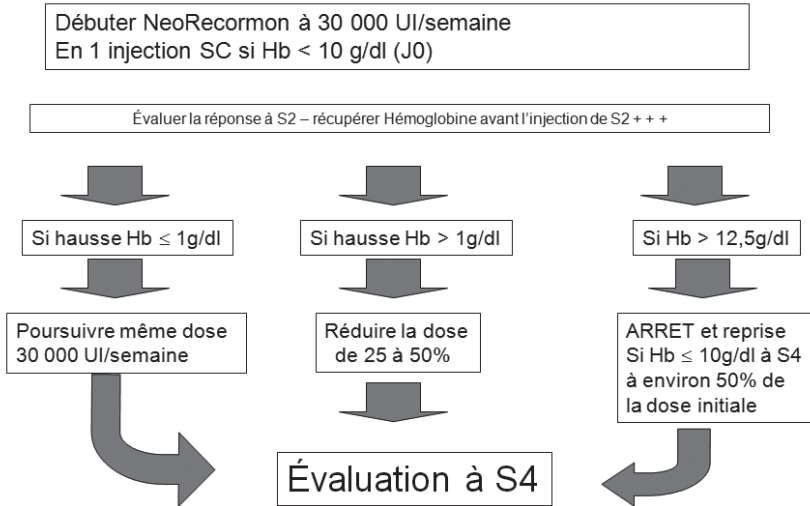 Débuter NeoRecormon à 30 000 UI/semaine
En 1 injection SC si Hb < 10 g/dl (J0)
Évaluer la réponse à S2 – récupérer Hémoglobine avant l'injection de S2 + + +
Si hausse Hb ≤ 1g/dl
Si hausse Hb > 1g/dl
Si Hb > 12,5g/dl
Poursuivre même dose
30 000 UI/semaine
Réduire la dose
de 25 à 50%
ARRET et reprise
Si Hb ≤ 10g/dl à S4
à environ 50% de
la dose initiale
Évaluation à S4